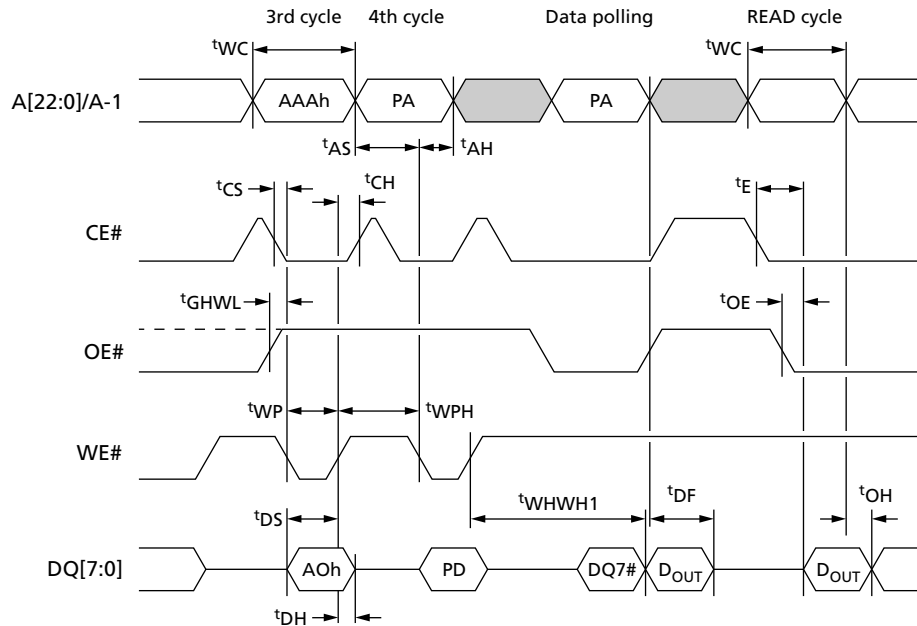 3rd cycle 4th cycle Data polling READ cycle
tWC tWC
A[22:0]/A-1 AAAh PA PA
tAS tAH
tCS tCH tE
CE#
tGHWL tOE
OE#
tWP tWPH
WE#
tWHWH1 tDF tOH
tDS
DQ[7:0] AOh PD DQ7# DOUT DOUT
tDH